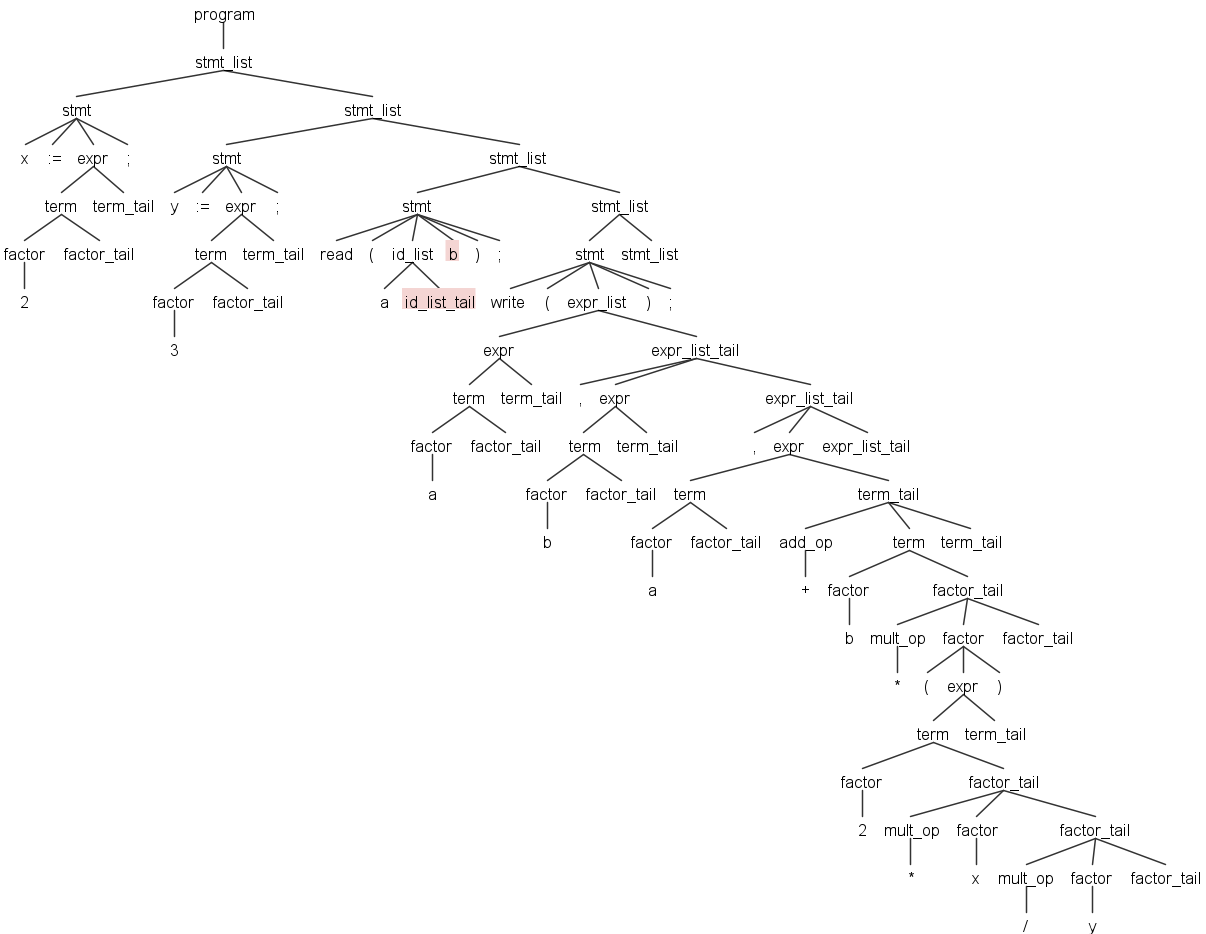 program
stmt_list
stmt stmt_list
x := expr ; stmt stmt_list
term term_tail y := expr ; stmt stmt_list
factor factor_tail term term_tail read ( id_list b ) ; stmt stmt_list
2 factor factor_tail a id_list_tail write ( expr_list ) ;
3 expr expr_list_tail
term term_tail , expr expr_list_tail
factor factor_tail term term_tail , expr expr_list_tail
a factor factor_tail term term_tail
b factor factor_tail add_op term term_tail
a + factor factor_tail
b mult_op factor factor_tail
* ( expr )
term term_tail
factor factor_tail
2 mult_op factor factor_tail
* x mult_op factor factor_tail
/ y